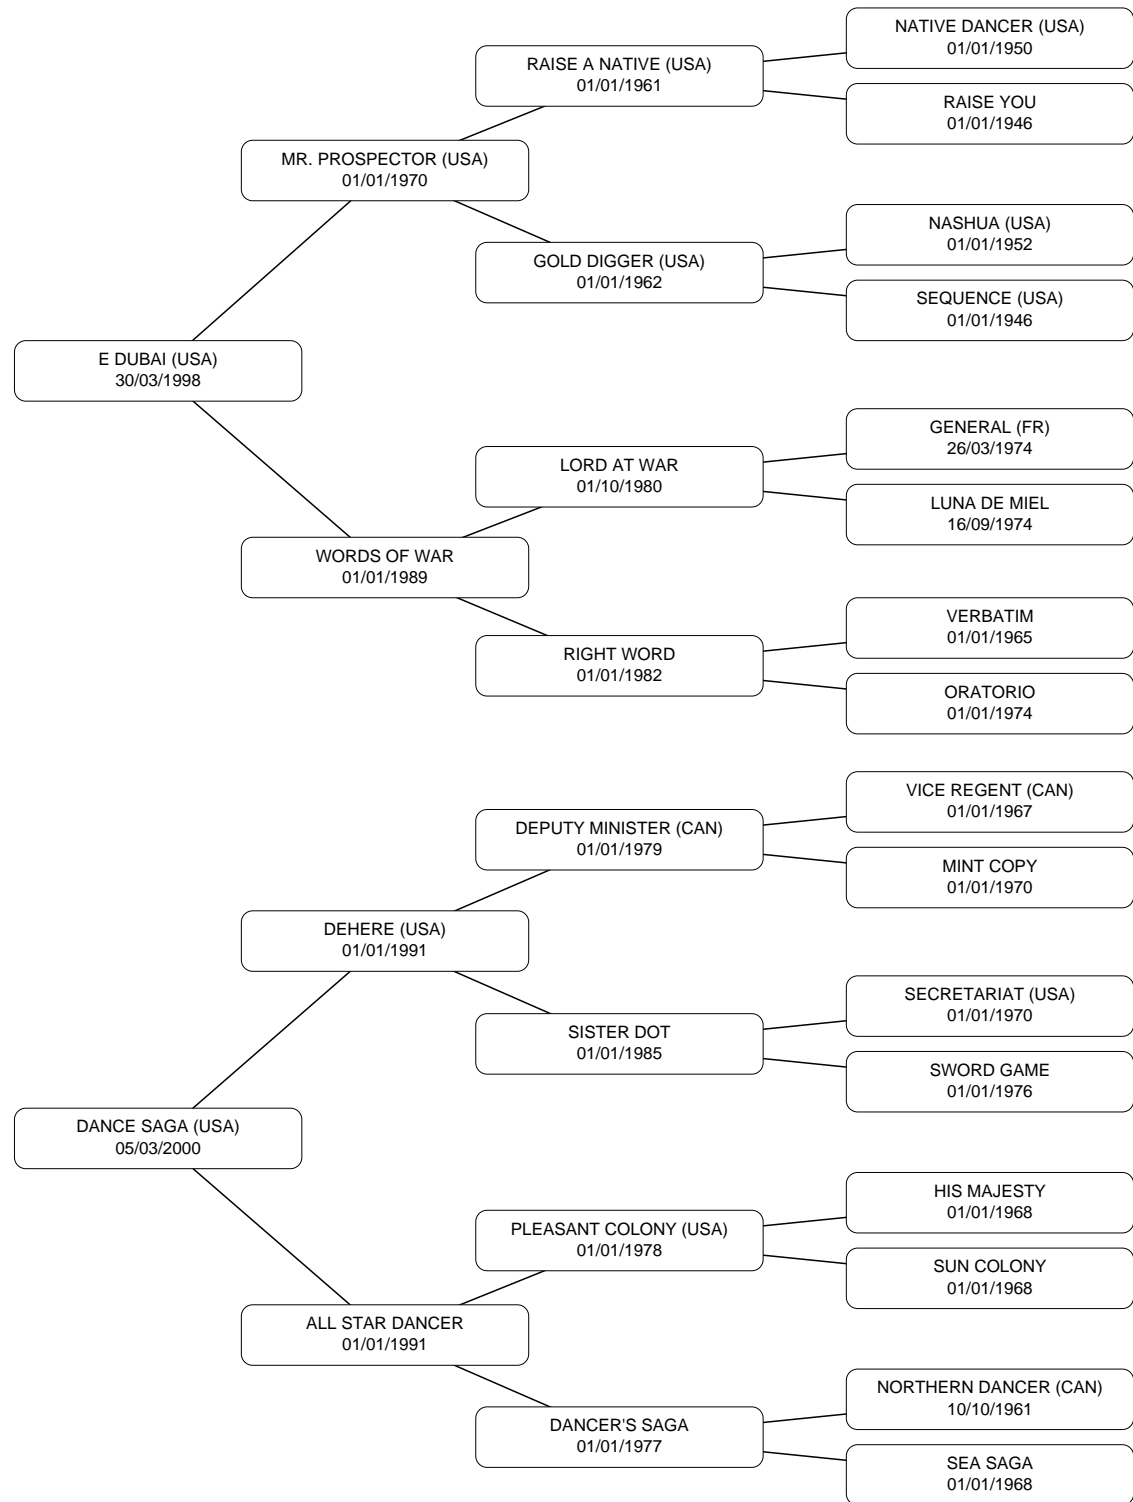 NATIVE DANCER (USA)
01/01/1950
RAISE A NATIVE (USA)
01/01/1961
RAISE YOU
01/01/1946
MR. PROSPECTOR (USA)
01/01/1970
NASHUA (USA)
01/01/1952
GOLD DIGGER (USA)
01/01/1962
SEQUENCE (USA)
01/01/1946
E DUBAI (USA)
30/03/1998
GENERAL (FR)
26/03/1974
LORD AT WAR
01/10/1980
LUNA DE MIEL
16/09/1974
WORDS OF WAR
01/01/1989
VERBATIM
01/01/1965
RIGHT WORD
01/01/1982
ORATORIO
01/01/1974
VICE REGENT (CAN)
01/01/1967
DEPUTY MINISTER (CAN)
01/01/1979
MINT COPY
01/01/1970
DEHERE (USA)
01/01/1991
SECRETARIAT (USA)
01/01/1970
SISTER DOT
01/01/1985
SWORD GAME
01/01/1976
DANCE SAGA (USA)
05/03/2000
HIS MAJESTY
01/01/1968
PLEASANT COLONY (USA)
01/01/1978
SUN COLONY
01/01/1968
ALL STAR DANCER
01/01/1991
NORTHERN DANCER (CAN)
10/10/1961
DANCER'S SAGA
01/01/1977
SEA SAGA
01/01/1968